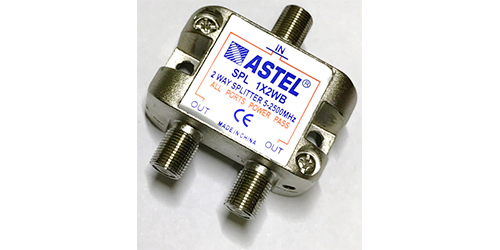 IN
ASTEL®
SPL 1X2WB
2 WAY SPLITTER 5-2500MHz
ALL PORTS POWER PASS
OUT
CE
OUT
MADE IN CHINA